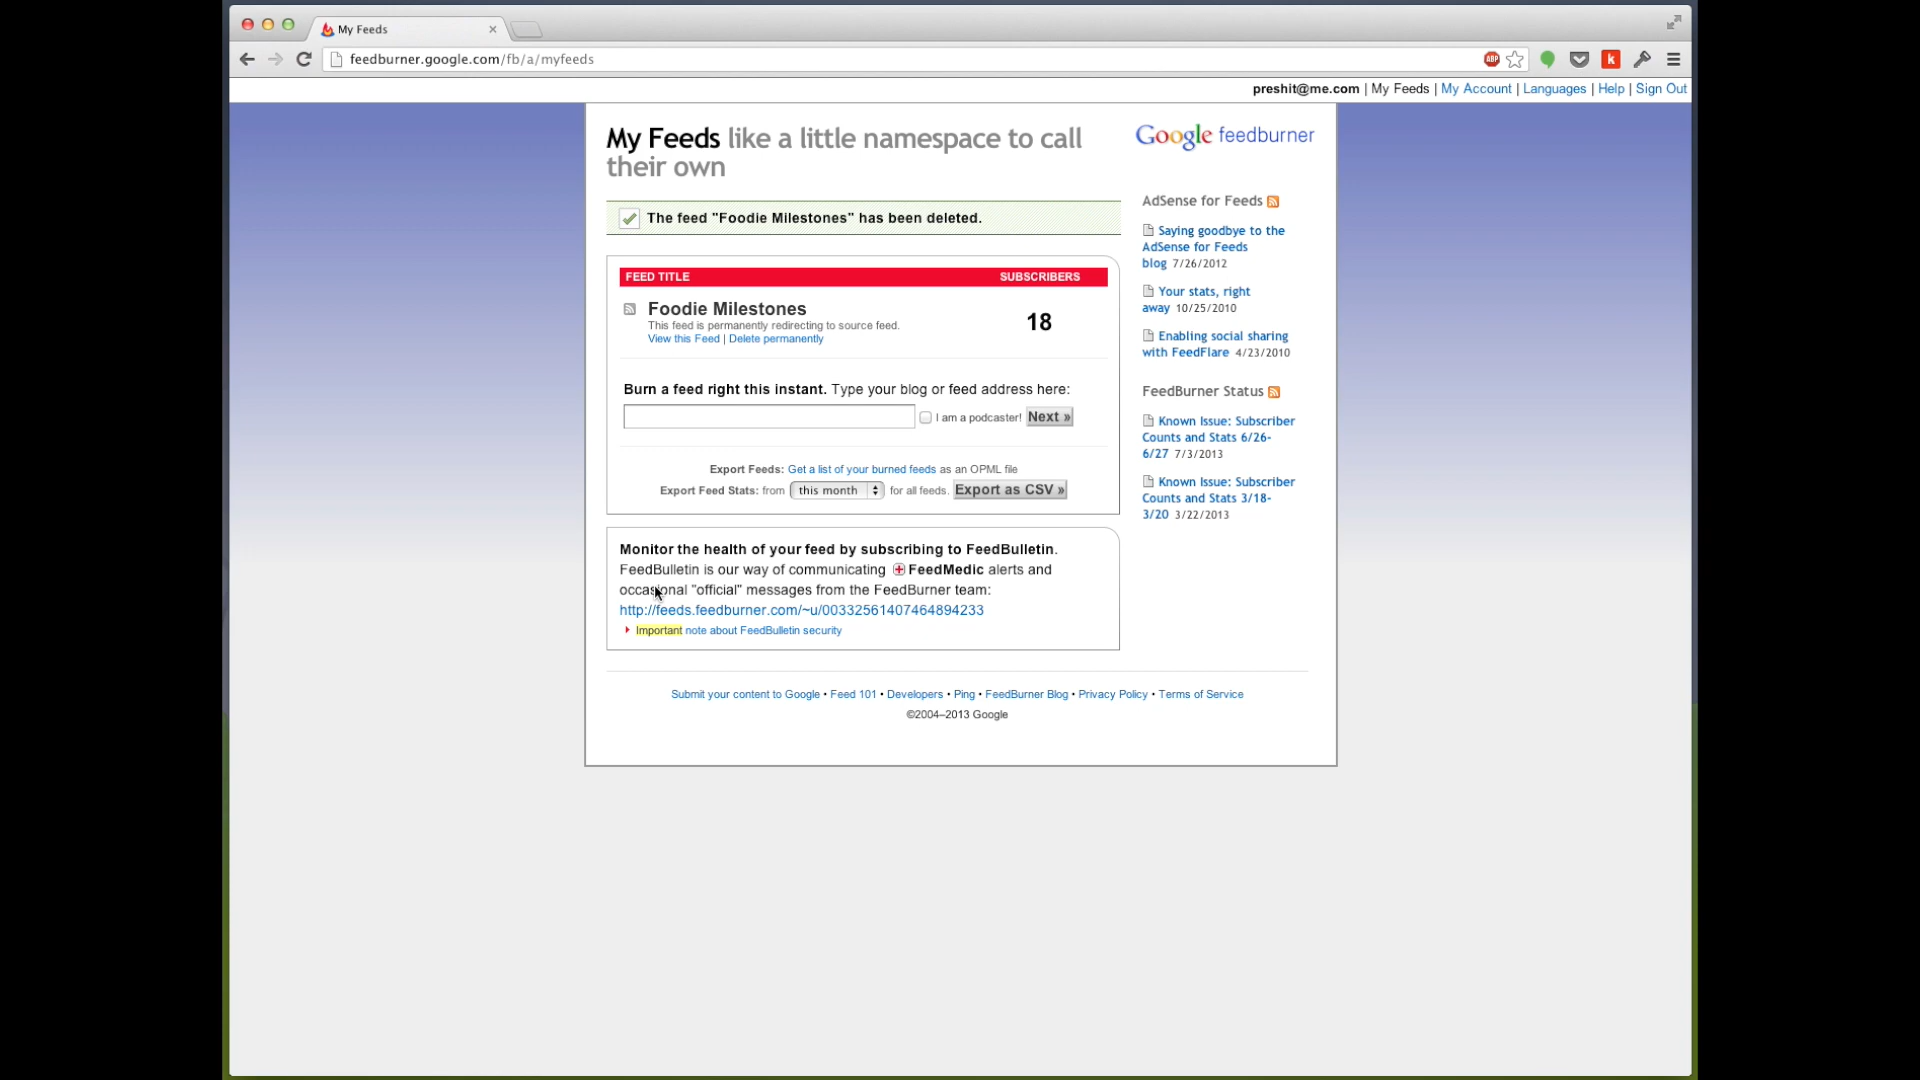 My Feeds
feedburner.google.com/fb/a/myfeeds
ABP
k
preshit@me.com | My Feeds | My Account | Languages | Help | Sign Out
My Feeds like a little namespace to call
their own
Google feedburner
The feed "Foodie Milestones" has been deleted.
FEED TITLE SUBSCRIBERS
Foodie Milestones
This feed is permanently redirecting to source feed.
View this Feed | Delete permanently
18
Burn a feed right this instant. Type your blog or feed address here:
I am a podcaster! Next »
Export Feeds: Get a list of your burned feeds as an OPML file
Export Feed Stats: from this month for all feeds. Export as CSV »
Monitor the health of your feed by subscribing to FeedBulletin.
FeedBulletin is our way of communicating FeedMedic alerts and
occasional "official" messages from the FeedBurner team:
http://feeds.feedburner.com/~u/00332561407464894233
Important note about FeedBulletin security
AdSense for Feeds
Saying goodbye to the
AdSense for Feeds
blog 7/26/2012
Your stats, right
away 10/25/2010
Enabling social sharing
with FeedFlare 4/23/2010
FeedBurner Status
Known Issue: Subscriber
Counts and Stats 6/26-
6/27 7/3/2013
Known Issue: Subscriber
Counts and Stats 3/18-
3/20 3/22/2013
Submit your content to Google • Feed 101 • Developers • Ping • FeedBurner Blog • Privacy Policy • Terms of Service
©2004–2013 Google